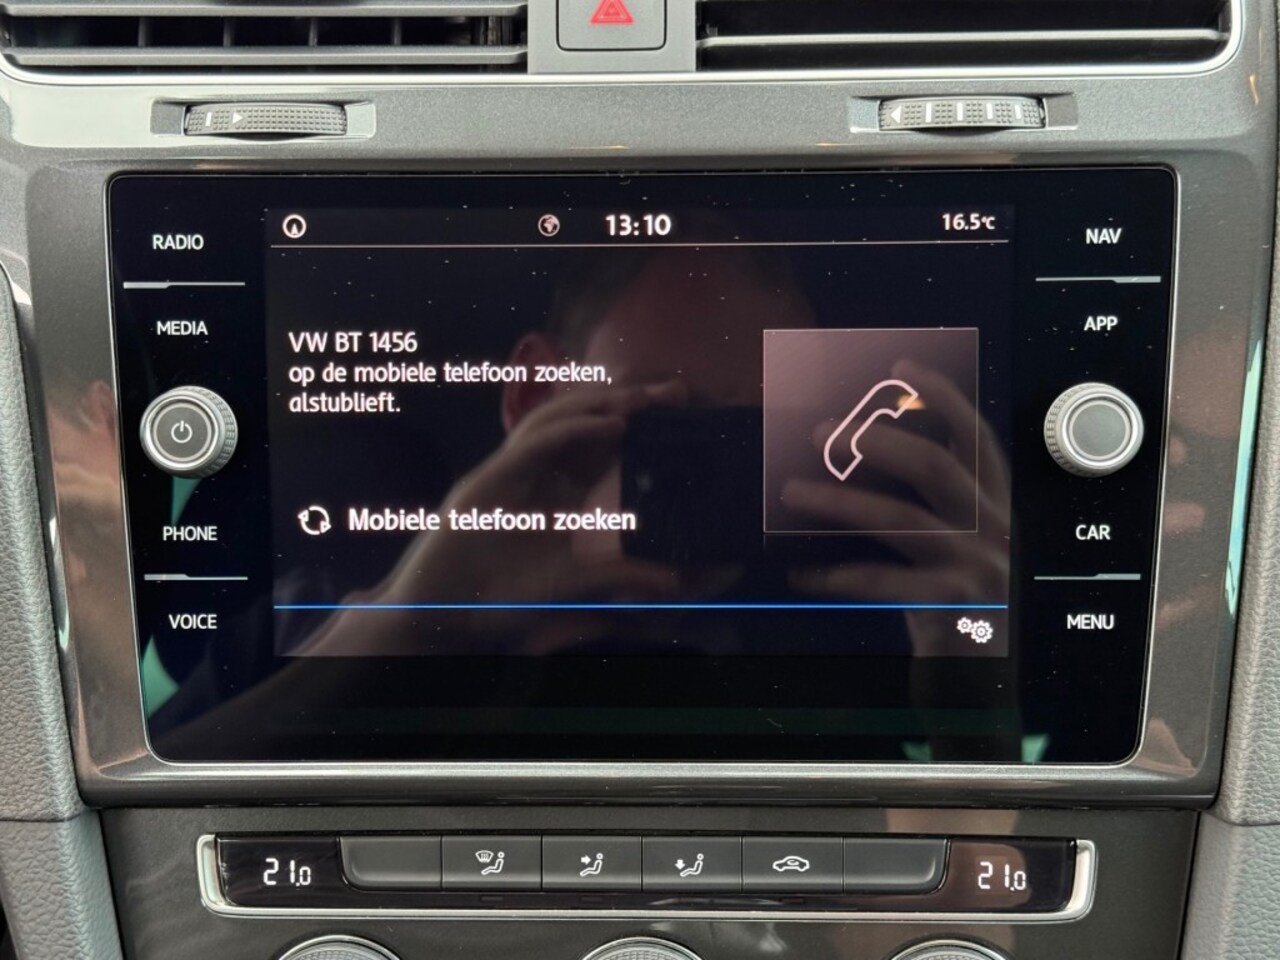 RADIO
MEDIA
PHONE
VOICE
13:10
16.5°C
VW BT 1456
op de mobiele telefoon zoeken,
alstublieft.
Mobiele telefoon zoeken
NAV
APP
CAR
MENU
21.0
21.0